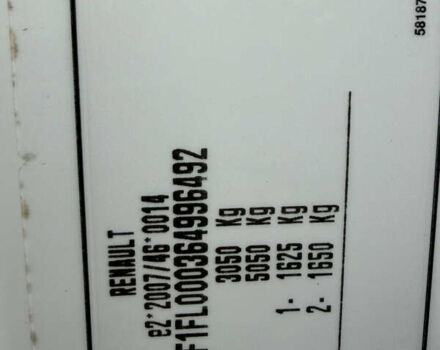 58187
RENAULT
e2*2007/46*0014
F1FL000364996492
3050 Kg
5050 Kg
1- 1625 Kg
2- 1650 Kg